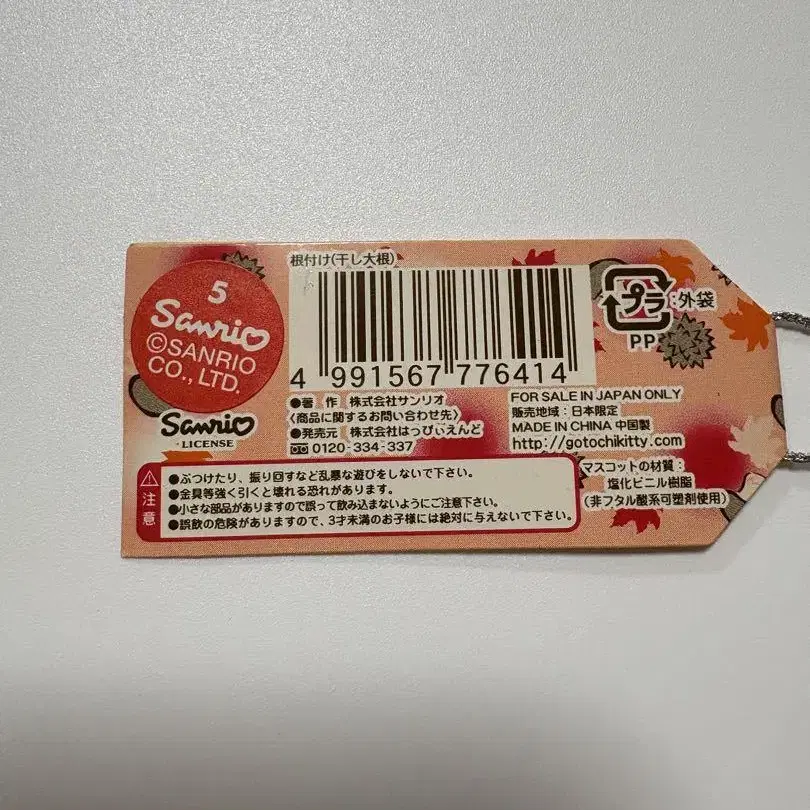 5
Sanrio
©SANRIO
CO., LTD.
Sanrio
LICENSE
根付け(干し大根)
4 991567 776414
●著 作 株式会社サンリオ
〈商品に関するお問い合わせ先〉
●発売元 株式会社はっぴぃえんど
☎0120-334-337
プラ:外袋
PP
FOR SALE IN JAPAN ONLY
販売地域:日本限定
MADE IN CHINA 中国製
http://gotochikitty.com
マスコットの材質:
塩化ビニル樹脂
(非フタル酸系可塑剤使用)
注意
●ぶつけたり、振り回すなど乱暴な遊びをしないで下さい。
●金具等強く引くと壊れる恐れがあります。
●小さな部品がありますので誤って飲み込まないようにご注意下さい。
●誤飲の危険がありますので、3才未満のお子様には絶対に与えないで下さい。